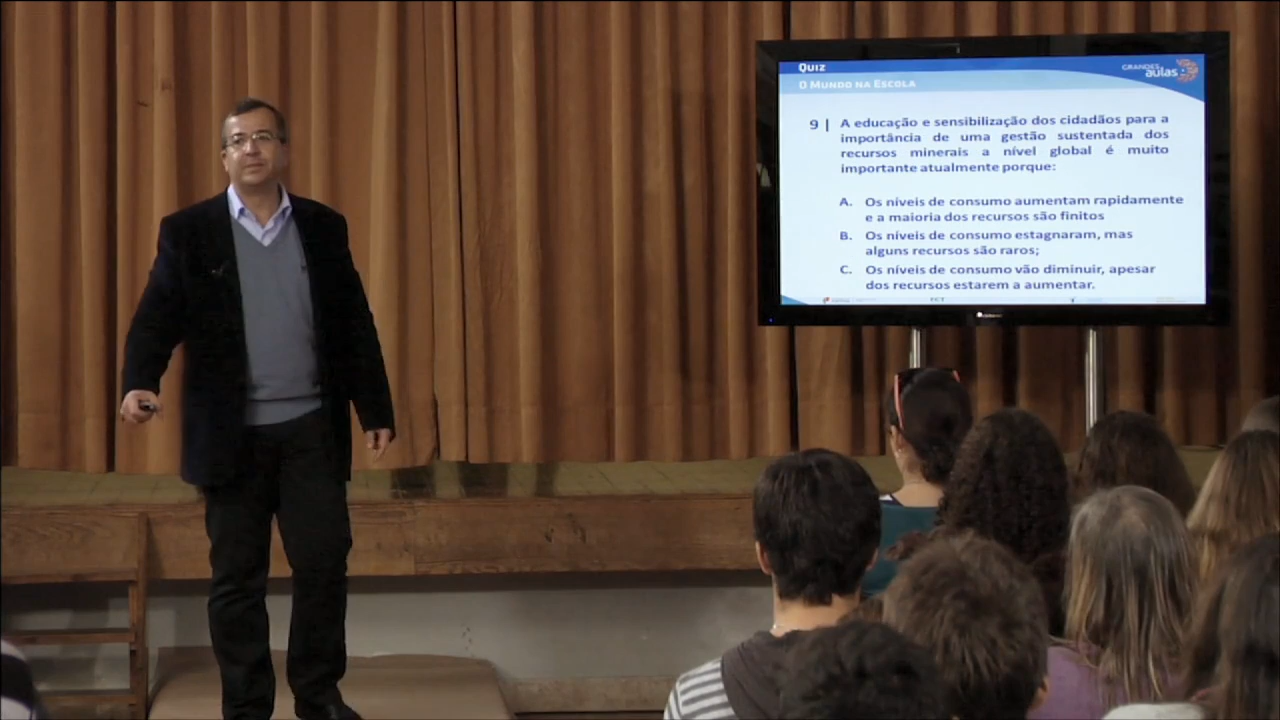 QUIZ
O MUNDO NA ESCOLA
GRANDES
aulas
9 | A educação e sensibilização dos cidadãos para a
importância de uma gestão sustentada dos
recursos minerais a nível global é muito
importante atualmente porque:
A. Os níveis de consumo aumentam rapidamente
e a maioria dos recursos são finitos
B. Os níveis de consumo estagnaram, mas
alguns recursos são raros;
C. Os níveis de consumo vão diminuir, apesar
dos recursos estarem a aumentar.